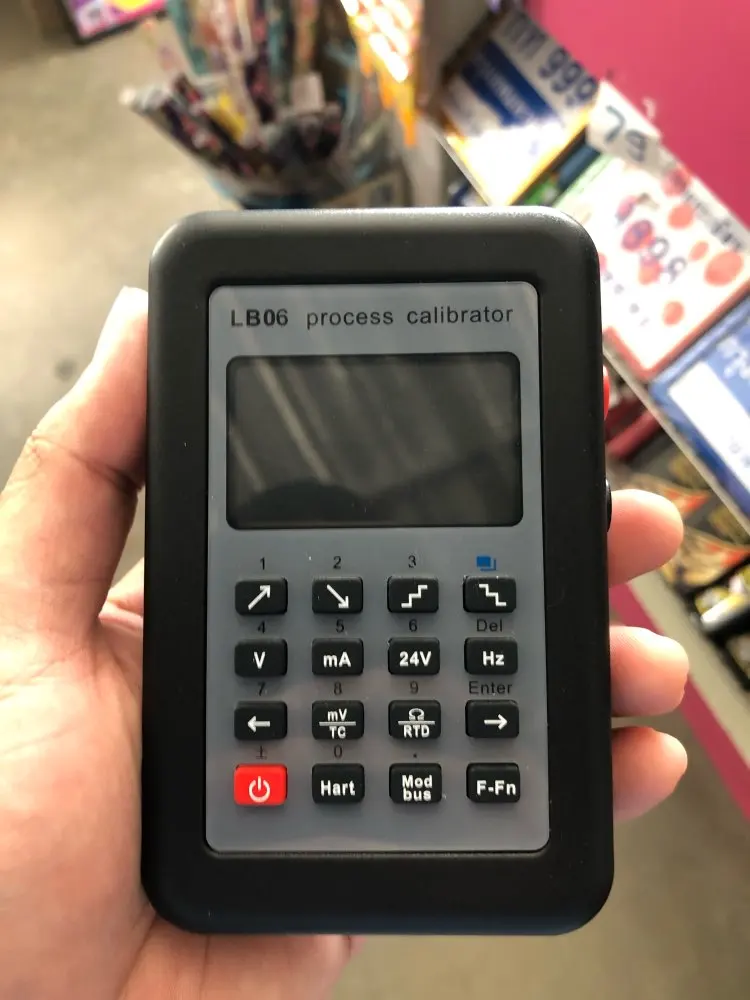 999
LB06 process calibrator
1 2 3
4 5 6 Del
V mA 24V Hz
7 8 9 Enter
mV
TC
Ω
RTD
± 0 .
Hart
Mod
bus
F-Fn